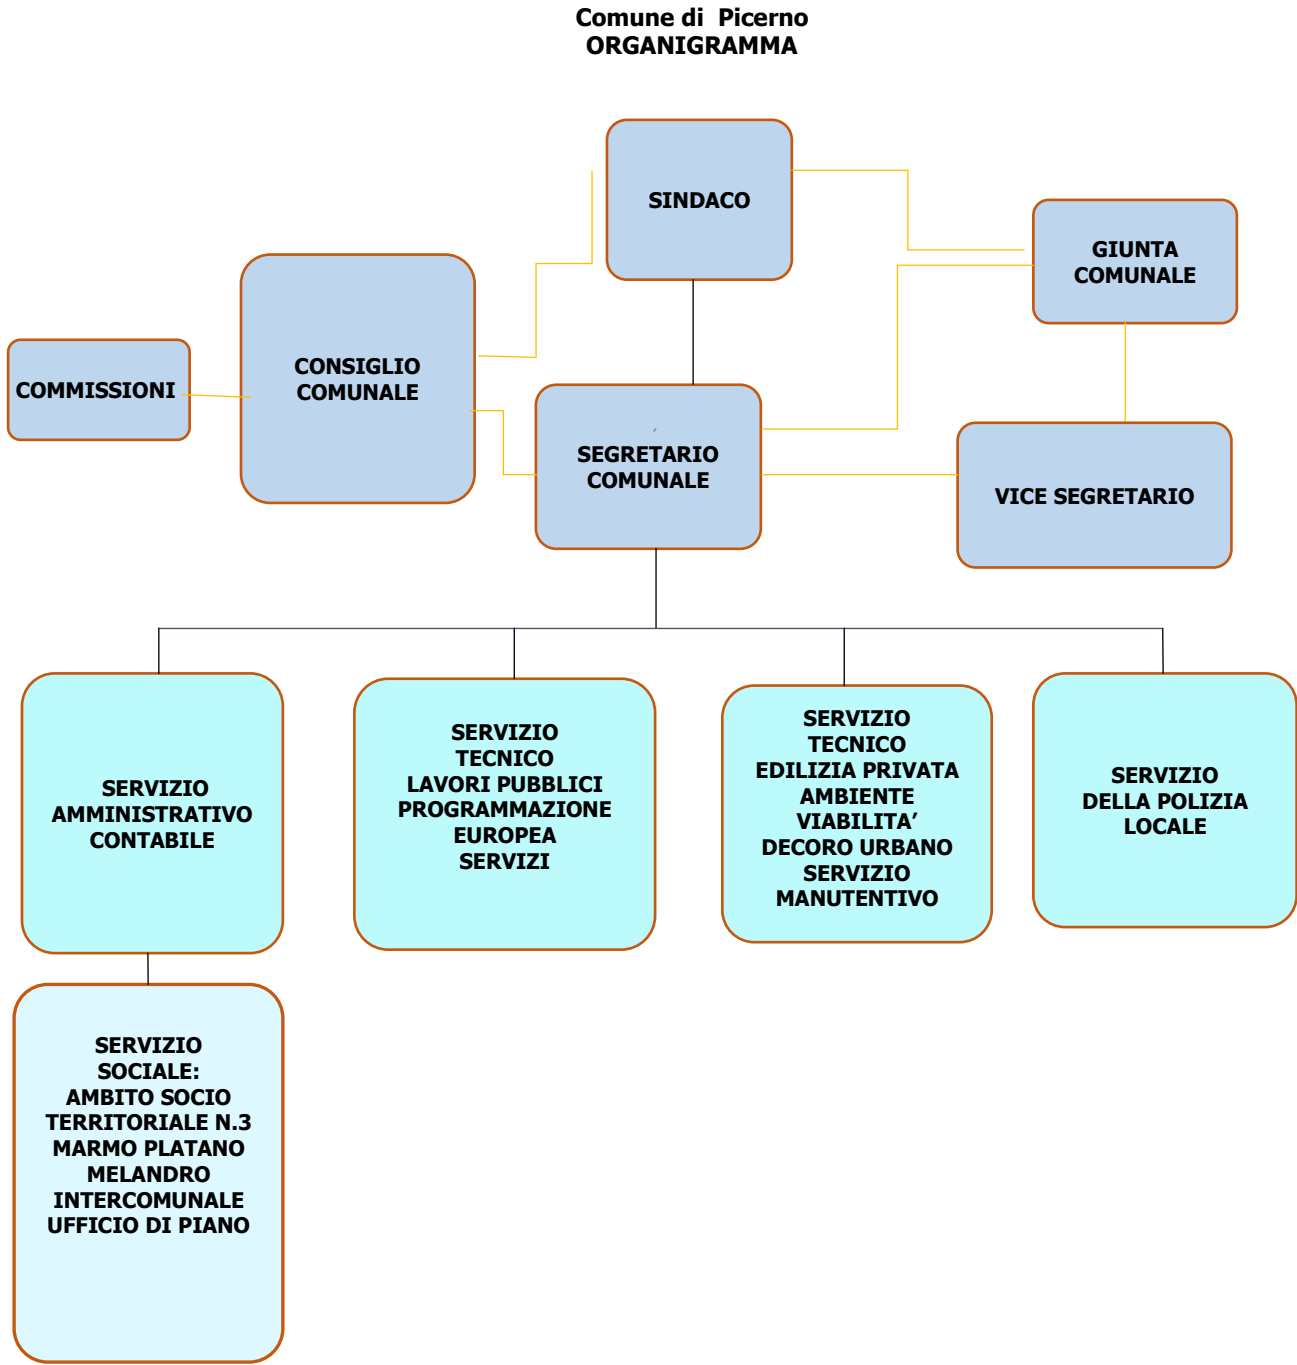 Comune di  Picerno
ORGANIGRAMMA
SINDACO
GIUNTA
COMUNALE
CONSIGLIO
COMUNALE
COMMISSIONI
SEGRETARIO
COMUNALE
VICE SEGRETARIO
SERVIZIO
AMMINISTRATIVO
CONTABILE
SERVIZIO
TECNICO
LAVORI PUBBLICI
PROGRAMMAZIONE
EUROPEA
SERVIZI
SERVIZIO
TECNICO
EDILIZIA PRIVATA
AMBIENTE
VIABILITA’
DECORO URBANO
SERVIZIO
MANUTENTIVO
SERVIZIO
DELLA POLIZIA
LOCALE
SERVIZIO
SOCIALE:
AMBITO SOCIO
TERRITORIALE N.3
MARMO PLATANO
MELANDRO
INTERCOMUNALE
UFFICIO DI PIANO